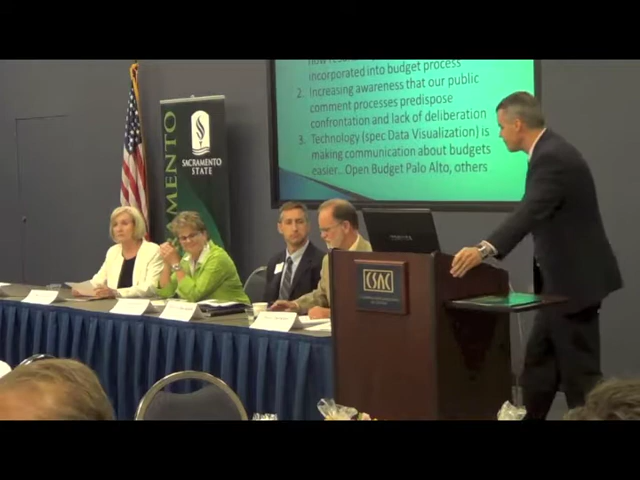 incorporated into budget process
2. Increasing awareness that our public
comment processes predispose
confrontation and lack of deliberation
3. Technology (spec Data Visualization) is
making communication about budgets
easier... Open Budget Palo Alto, others
SACRAMENTO
STATE
CSAC